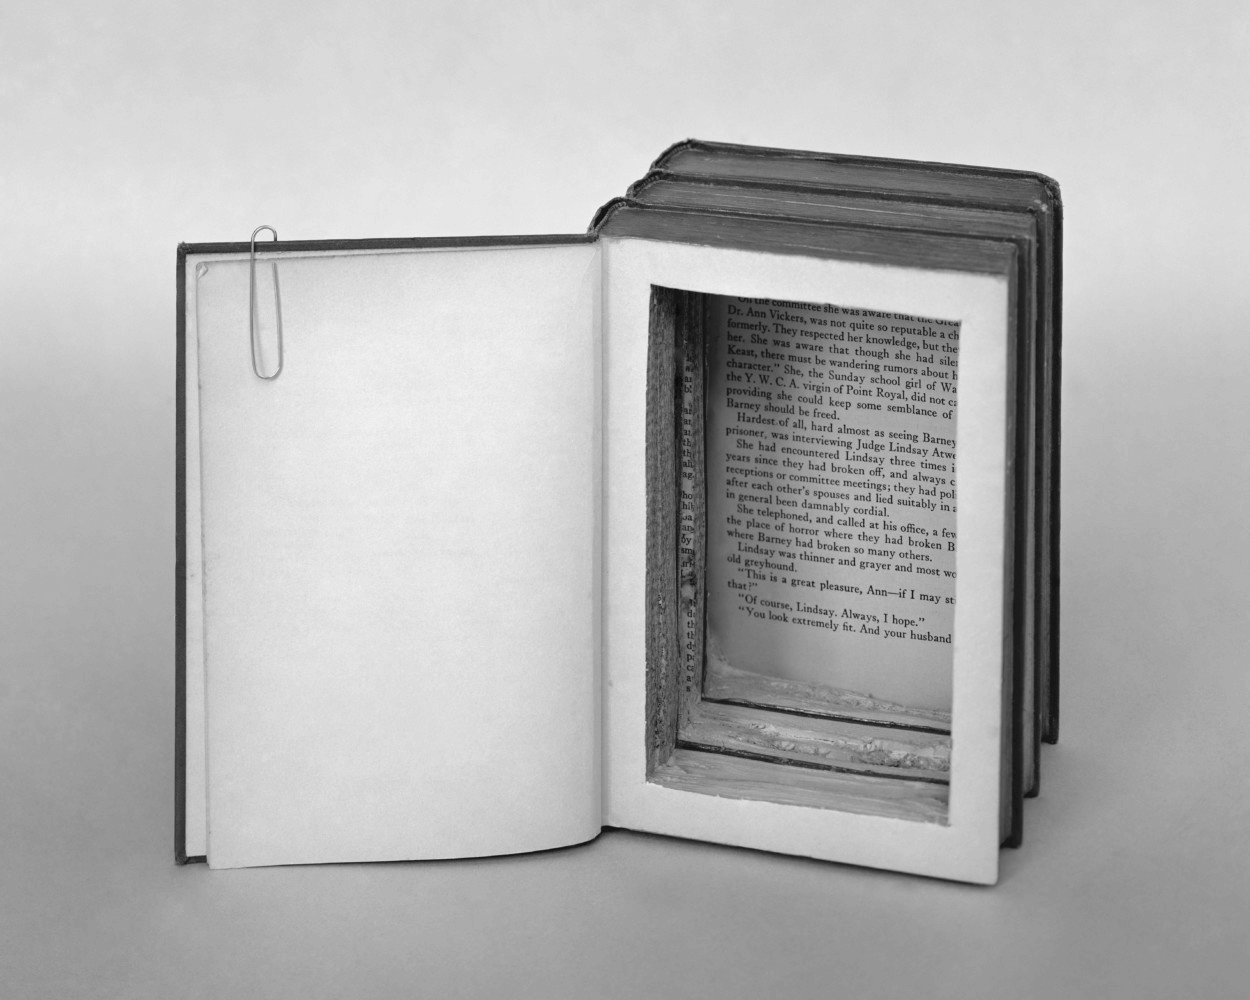 On the committee she was aware that the Grea
Dr. Ann Vickers, was not quite so reputable a ch
formerly. They respected her knowledge, but the
her. She was aware that though she had siler
Keast, there must be wandering rumors about h
character.” She, the Sunday school girl of Wa
the Y. W. C. A. virgin of Point Royal, did not ca
providing she could keep some semblance of
Barney should be freed.
Hardest of all, hard almost as seeing Barney
prisoner, was interviewing Judge Lindsay Atwe
She had encountered Lindsay three times i
years since they had broken off, and always c
receptions or committee meetings; they had poli
after each other's spouses and lied suitably in a
in general been damnably cordial.
She telephoned, and called at his office, a few
the place of horror where they had broken B
where Barney had broken so many others.
Lindsay was thinner and grayer and most wo
old greyhound.
“This is a great pleasure, Ann—if I may st
that?”
“Of course, Lindsay. Always, I hope.”
“You look extremely fit. And your husband